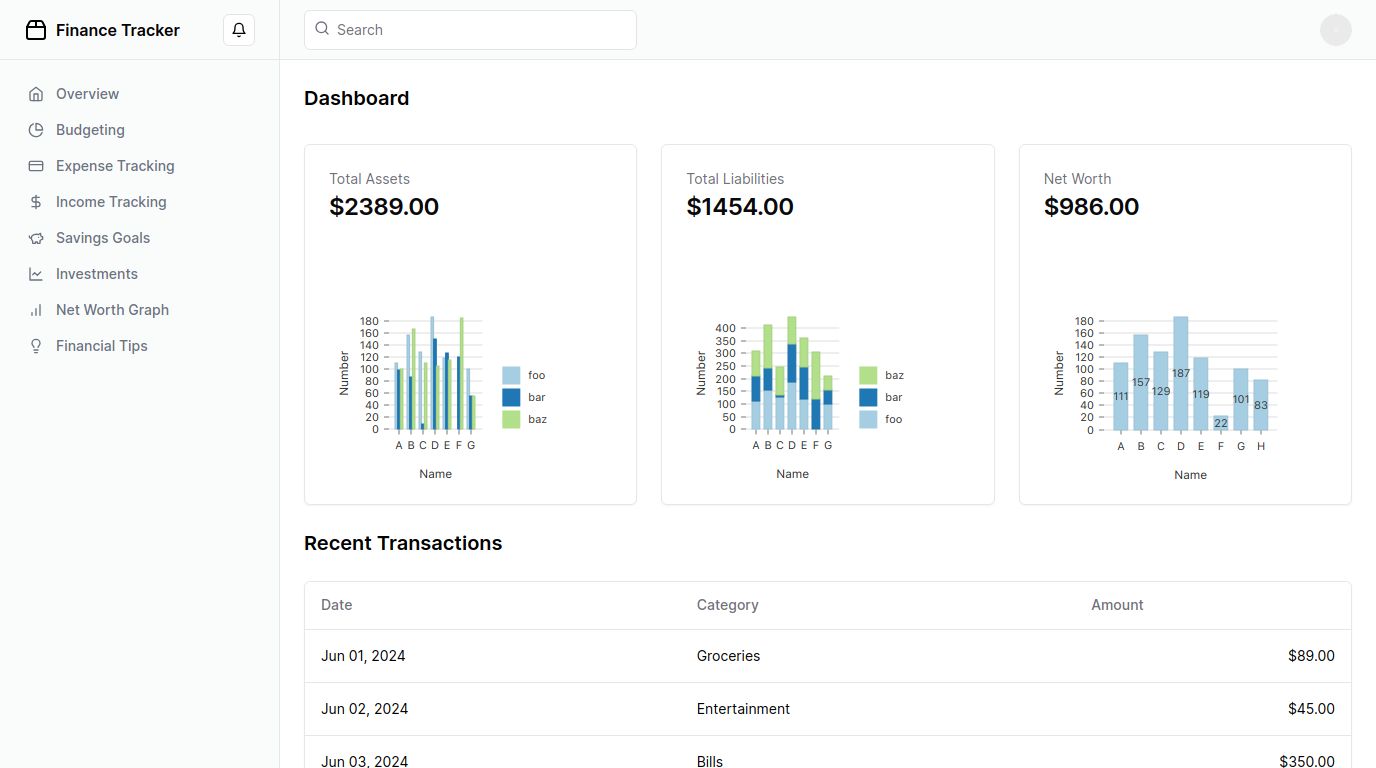 Finance Tracker
Search
Overview
Budgeting
Expense Tracking
Income Tracking
Savings Goals
Investments
Net Worth Graph
Financial Tips
Dashboard
Total Assets
$2389.00
180
160
140
120
100
80
60
40
20
0
Number
A B C D E F G
Name
foo
bar
baz
Total Liabilities
$1454.00
400
350
300
250
200
150
100
50
0
Number
A B C D E F G
Name
baz
bar
foo
Net Worth
$986.00
180
160
140
120
100
80
60
40
20
0
Number
111 157 129 187 119 22 101 83
A B C D E F G H
Name
Recent Transactions
Date Category Amount
Jun 01, 2024 Groceries $89.00
Jun 02, 2024 Entertainment $45.00
Jun 03, 2024 Bills $350.00